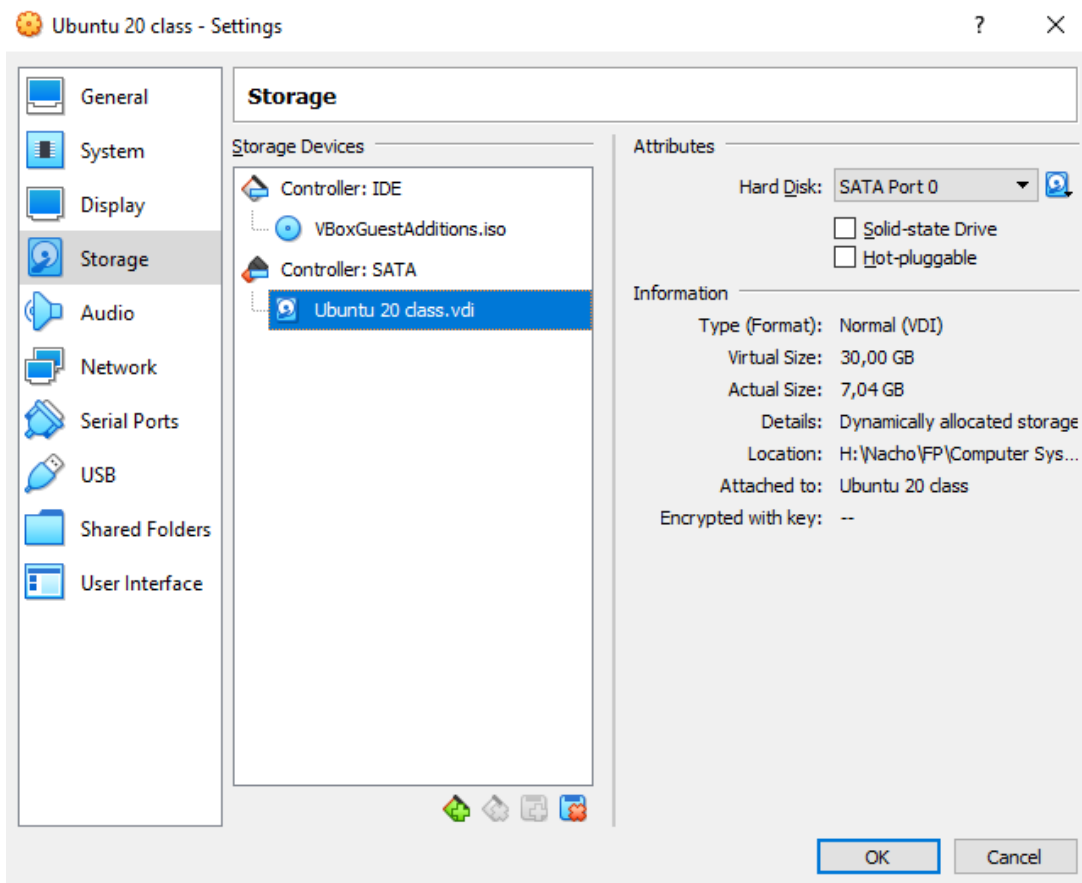 Ubuntu 20 class - Settings
?
General
System
Display
Storage
Audio
Network
Serial Ports
USB
Shared Folders
User Interface
Storage
Storage Devices
Controller: IDE
VBoxGuestAdditions.iso
Controller: SATA
Ubuntu 20 class.vdi
Attributes
Hard Disk: SATA Port 0
Solid-state Drive
Hot-pluggable
Information
Type (Format): Normal (VDI)
Virtual Size: 30,00 GB
Actual Size: 7,04 GB
Details: Dynamically allocated storage
Location: H:\Nacho\FP\Computer Sys...
Attached to: Ubuntu 20 class
Encrypted with key: --
OK
Cancel